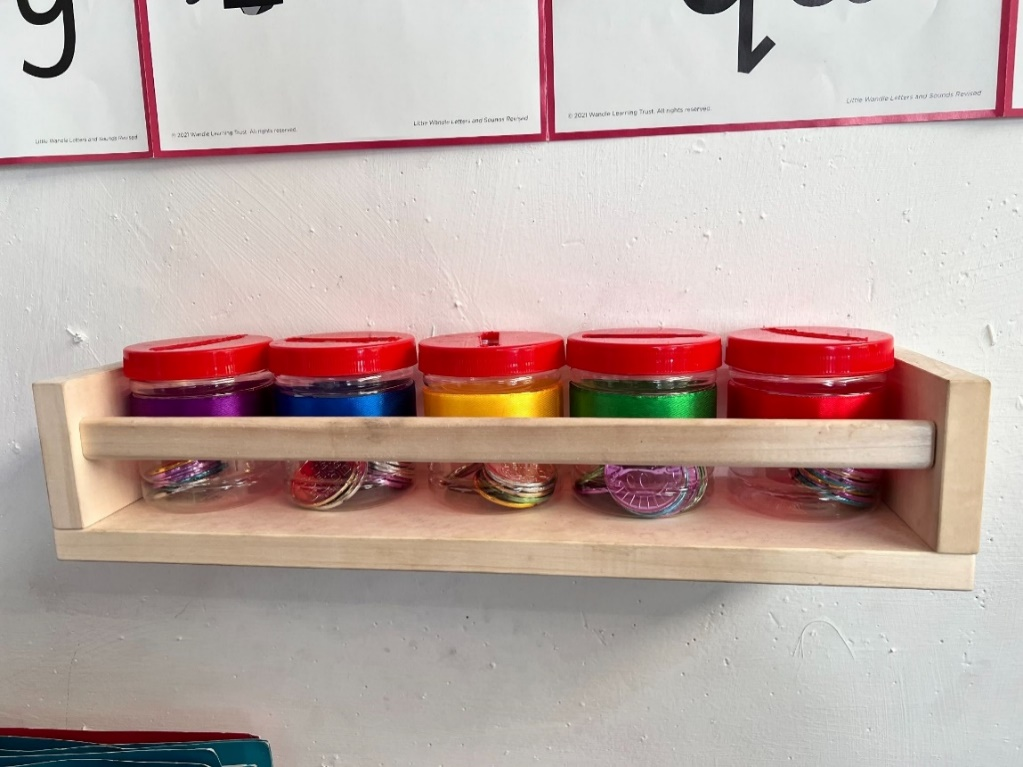 y
Little Wandle Letters and Sounds Revised
© 2021 Wandle Learning Trust. All rights reserved.
Little Wandle Letters and Sounds Revised
© 2021 Wandle Learning Trust. All rights reserved.
Little Wandle Letters and Sounds Revised